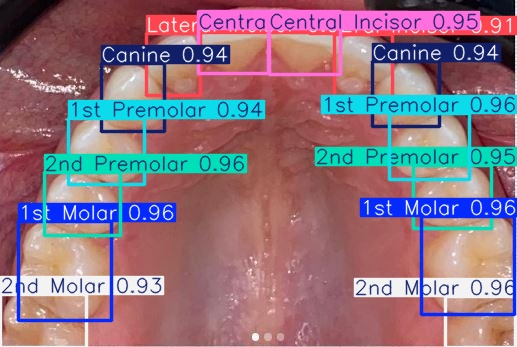 Later
Centra
Central Incisor 0.95
0.91
Canine 0.94
Canine 0.94
1st Premolar 0.94
1st Premolar 0.96
2nd Premolar 0.96
2nd Premolar 0.95
1st Molar 0.96
1st Molar 0.96
2nd Molar 0.93
2nd Molar 0.96